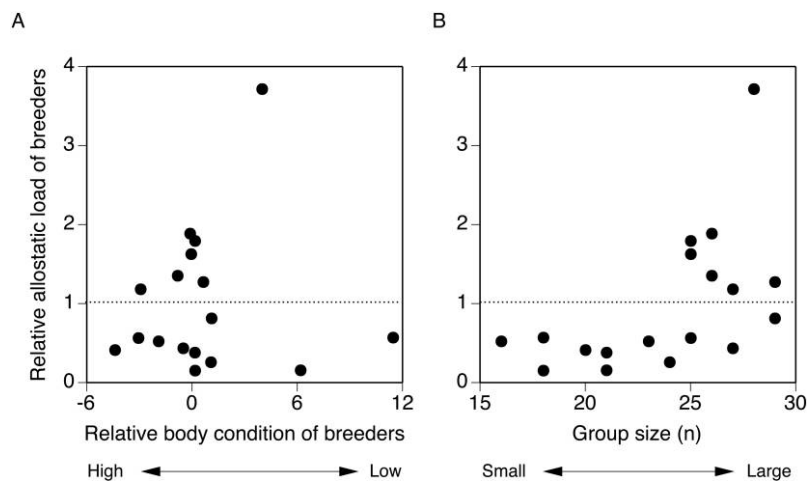 A
B
Relative allostatic load of breeders
4
3
2
1
0
-6
0
6
12
Relative body condition of breeders
High
Low
4
3
2
1
0
15
20
25
30
Group size (n)
Small
Large